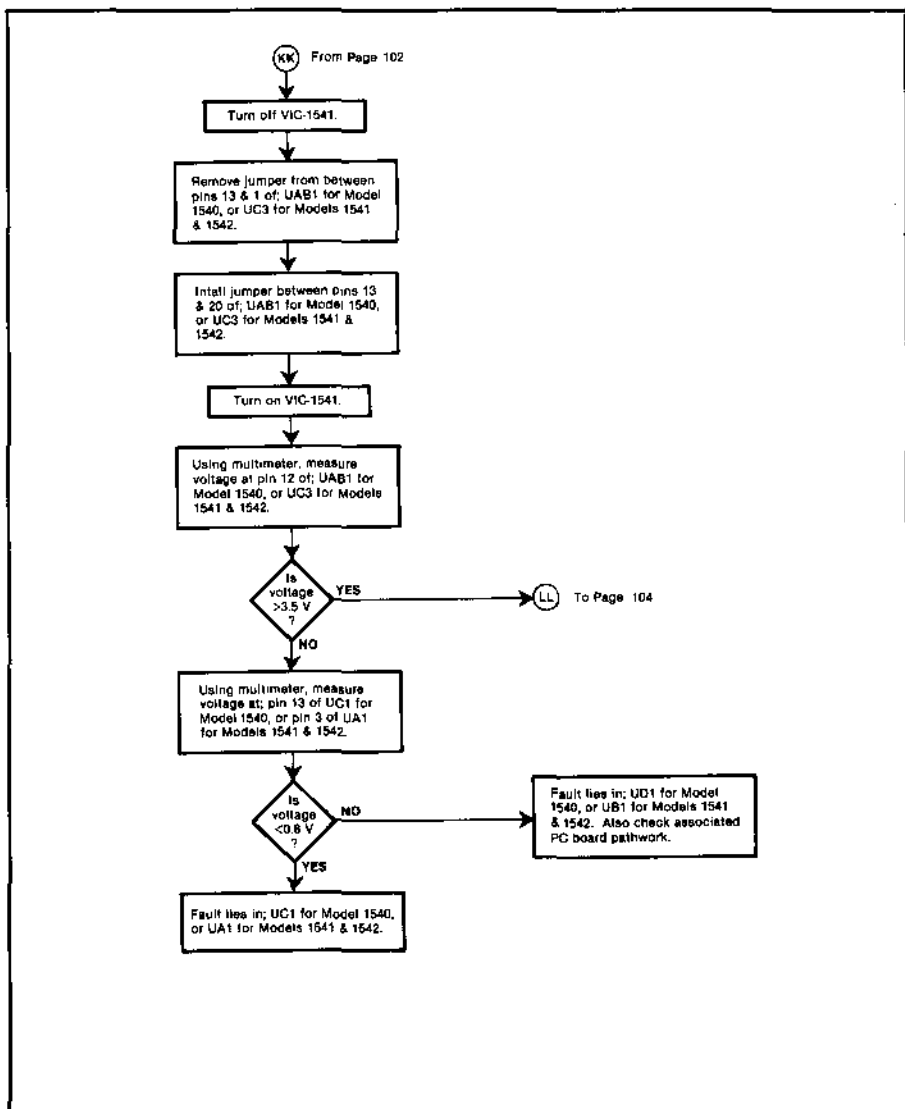 KK From Page 102
Turn off VIC-1541.
Remove jumper from between
pins 13 & 1 of; UAB1 for Model
1540, or UC3 for Models 1541
& 1542.
Intall jumper between pins 13
& 20 of; UAB1 for Model 1540,
or UC3 for Models 1541 &
1542.
Turn on VIC-1541.
Using multimeter, measure
voltage at pin 12 of; UAB1 for
Model 1540, or UC3 for Models
1541 & 1542.
Is
voltage
>3.5 V
?
YES
LL To Page 104
NO
Using multimeter, measure
voltage at; pin 13 of UC1 for
Model 1540, or pin 3 of UA1
for Models 1541 & 1542.
Is
voltage
<0.8 V
?
NO
Fault lies in; UD1 for Model
1540, or UB1 for Models 1541
& 1542. Also check associated
PC board pathwork.
YES
Fault lies in; UC1 for Model 1540,
or UA1 for Models 1541 & 1542.